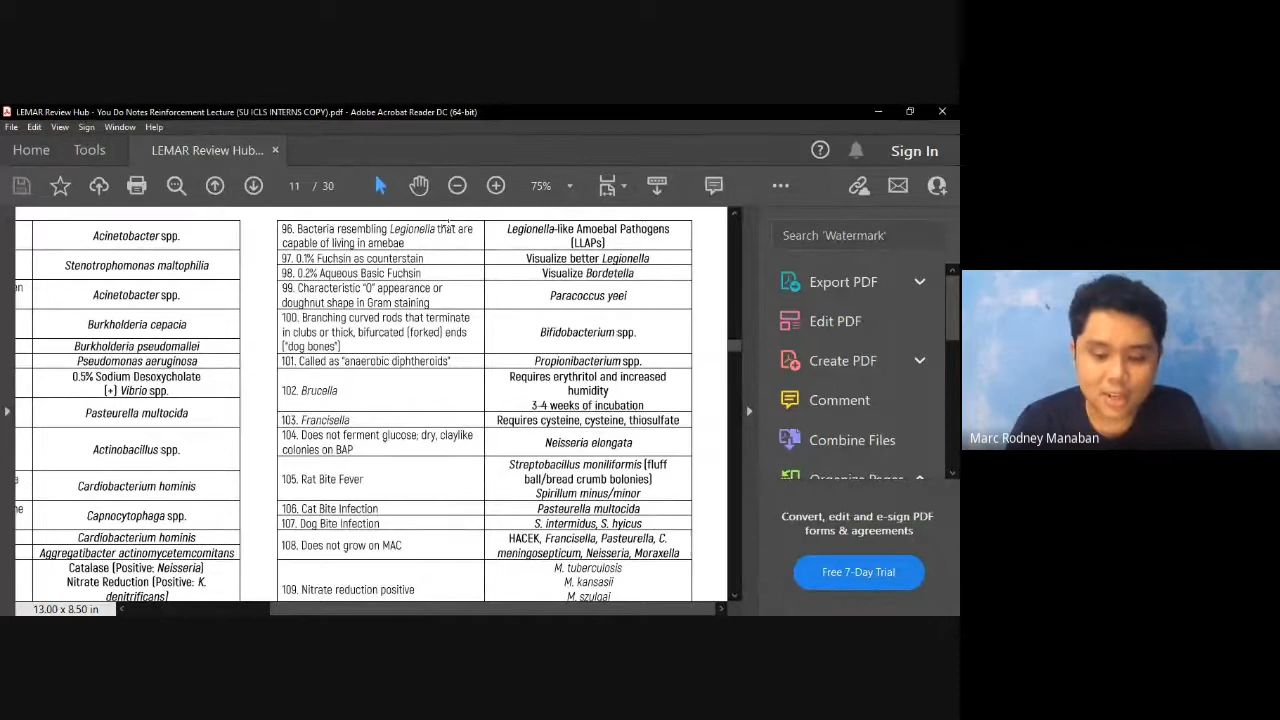 LEMAR Review Hub - You Do Notes Reinforcement Lecture (SU ICLS INTERNS COPY).pdf - Adobe Acrobat Reader DC (64-bit)
File Edit View Sign Window Help
Home Tools LEMAR Review Hub... × Sign In
11 / 30 75%
Acinetobacter spp.
Stenotrophomonas maltophilia
en
Acinetobacter spp.
Burkholderia cepacia
Burkholderia pseudomallei
Pseudomonas aeruginosa
0.5% Sodium Desoxycholate
(+) Vibrio spp.
Pasteurella multocida
Actinobacillus spp.
Cardiobacterium hominis
Capnocytophaga spp.
Cardiobacterium hominis
Aggregatibacter actinomycetemcomitans
Catalase (Positive: Neisseria)
Nitrate Reduction (Positive: K.
denitrificans)
13.00 x 8.50 in
96. Bacteria resembling Legionella that are
capable of living in amebae
Legionella-like Amoebal Pathogens
(LLAPs)
97. 0.1% Fuchsin as counterstain
Visualize better Legionella
98. 0.2% Aqueous Basic Fuchsin
Visualize Bordetella
99. Characteristic "O" appearance or
doughnut shape in Gram staining
Paracoccus yeei
100. Branching curved rods that terminate
in clubs or thick, bifurcated (forked) ends
("dog bones")
Bifidobacterium spp.
101. Called as "anaerobic diphtheroids"
Propionibacterium spp.
102. Brucella
Requires erythritol and increased
humidity
3-4 weeks of incubation
103. Francisella
Requires cysteine, cysteine, thiosulfate
104. Does not ferment glucose; dry, claylike
colonies on BAP
Neisseria elongata
105. Rat Bite Fever
Streptobacillus moniliformis (fluff
ball/bread crumb bolonies)
Spirillum minus/minor
106. Cat Bite Infection
Pasteurella multocida
107. Dog Bite Infection
S. intermidus, S. hyicus
108. Does not grow on MAC
HACEK, Francisella, Pasteurella, C.
meningosepticum, Neisseria, Moraxella
109. Nitrate reduction positive
M. tuberculosis
M. kansasii
M. szulgai
Search 'Watermark'
Export PDF
Edit PDF
Create PDF
Comment
Combine Files
Organize Pages
Convert, edit and e-sign PDF
forms & agreements
Free 7-Day Trial
Marc Rodney Manaban